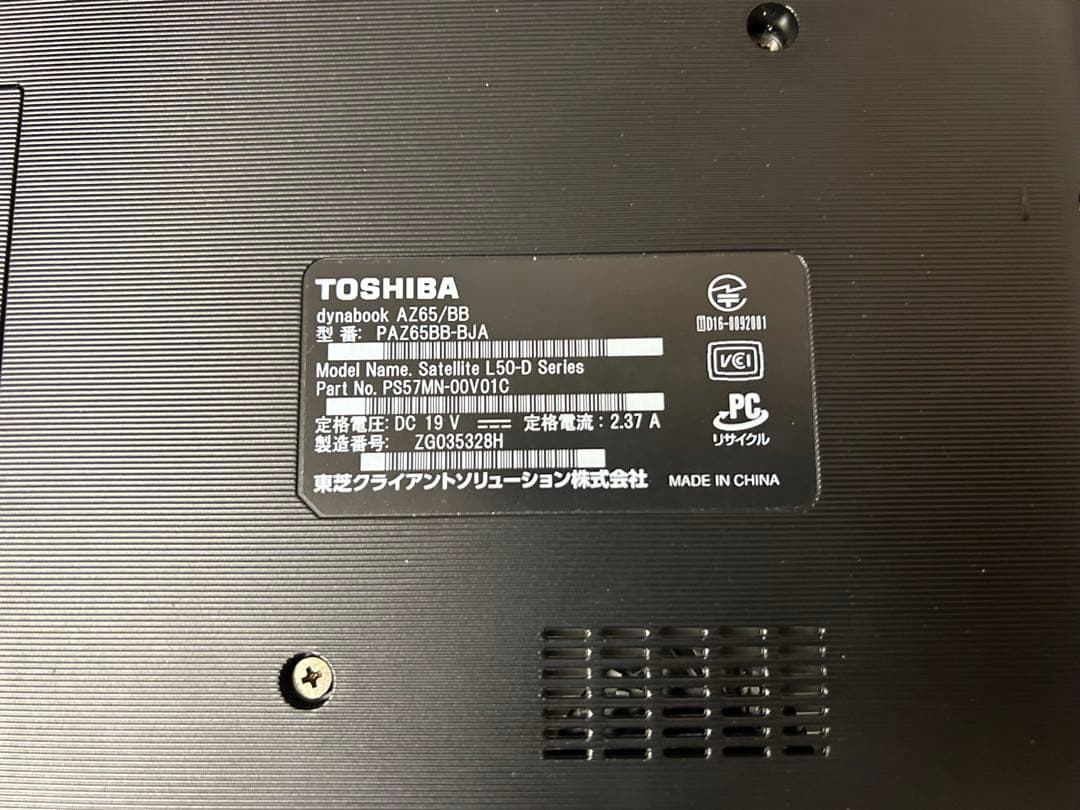 TOSHIBA
dynabook AZ65/BB
型 番: PAZ65BB-BJA
Model Name. Satellite L50-D Series
Part No. PS57MN-00V01C
定格電圧: DC 19 V 定格電流: 2.37 A
製造番号: ZG035328H
東芝クライアントソリューション株式会社 MADE IN CHINA
D16-0092001
VCI
PC
リサイクル